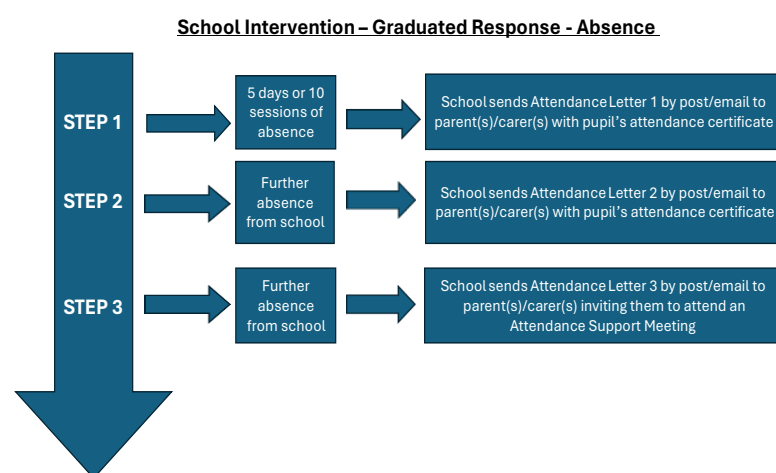 School Intervention – Graduated Response - Absence
STEP 1
5 days or 10
sessions of
absence
School sends Attendance Letter 1 by post/email to
parent(s)/carer(s) with pupil's attendance certificate
STEP 2
Further
absence
from school
School sends Attendance Letter 2 by post/email to
parent(s)/carer(s) with pupil's attendance certificate
STEP 3
Further
absence
from school
School sends Attendance Letter 3 by post/email to
parent(s)/carer(s) inviting them to attend an
Attendance Support Meeting